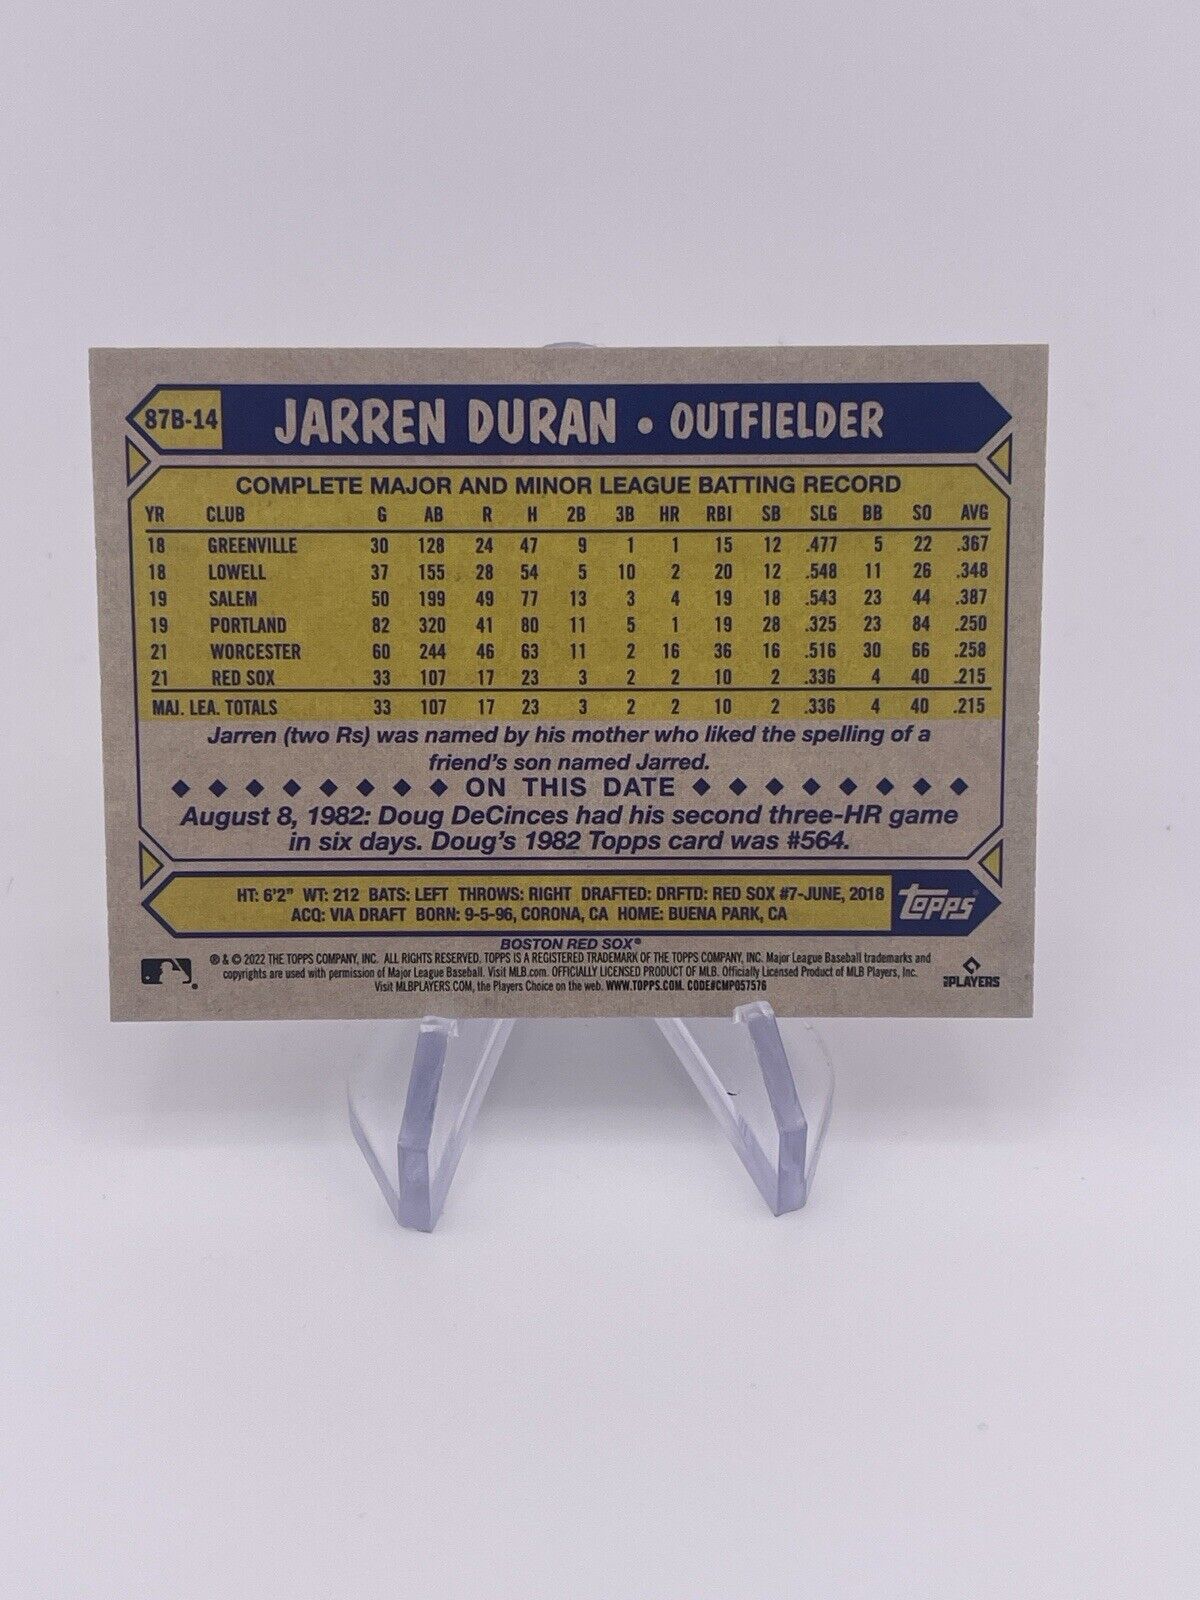 87B-14 JARREN DURAN • OUTFIELDER
COMPLETE MAJOR AND MINOR LEAGUE BATTING RECORD
YR CLUB G AB R H 2B 3B HR RBI SB SLG BB SO AVG
18 GREENVILLE 30 128 24 47 9 1 1 15 12 .477 5 22 .367
18 LOWELL 37 155 28 54 5 10 2 20 12 .548 11 26 .348
19 SALEM 50 199 49 77 13 3 4 19 18 .543 23 44 .387
19 PORTLAND 82 320 41 80 11 5 1 19 28 .325 23 84 .250
21 WORCESTER 60 244 46 63 11 2 16 36 16 .516 30 66 .258
21 RED SOX 33 107 17 23 3 2 2 10 2 .336 4 40 .215
MAJ. LEA. TOTALS 33 107 17 23 3 2 2 10 2 .336 4 40 .215
Jarren (two Rs) was named by his mother who liked the spelling of a
friend's son named Jarred.
ON THIS DATE
August 8, 1982: Doug DeCinces had his second three-HR game
in six days. Doug's 1982 Topps card was #564.
HT: 6'2" WT: 212 BATS: LEFT THROWS: RIGHT DRAFTED: DRFTD: RED SOX #7-JUNE, 2018
ACQ: VIA DRAFT BORN: 9-5-96, CORONA, CA HOME: BUENA PARK, CA
topps
BOSTON RED SOX®
® & © 2022 THE TOPPS COMPANY, INC. ALL RIGHTS RESERVED. TOPPS IS A REGISTERED TRADEMARK OF THE TOPPS COMPANY, INC. Major League Baseball trademarks and
copyrights are used with permission of Major League Baseball. Visit MLB.com. OFFICIALLY LICENSED PRODUCT OF MLB. Officially Licensed Product of MLB Players, Inc.
Visit MLBPLAYERS.COM, the Players Choice on the web. WWW.TOPPS.COM. CODE#CMP057576
MLB PLAYERS